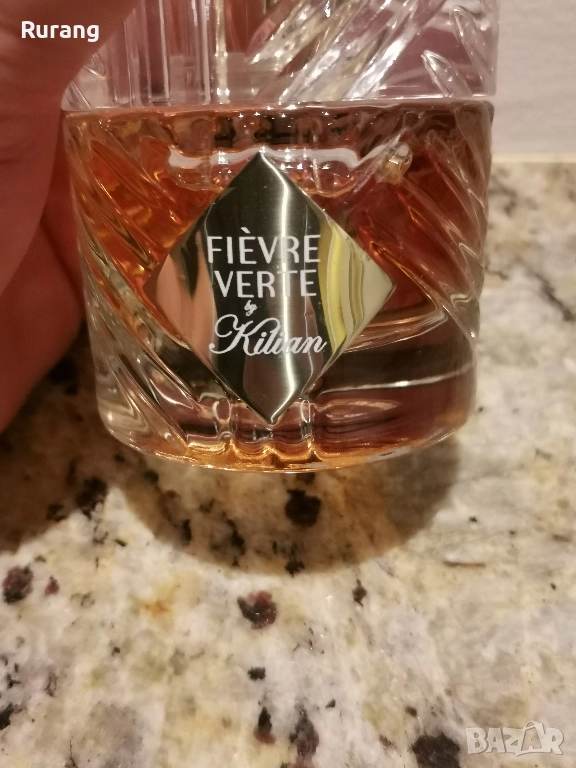 Rurang
FIÈVRE
VERTE
by
Kilian
BAZAR